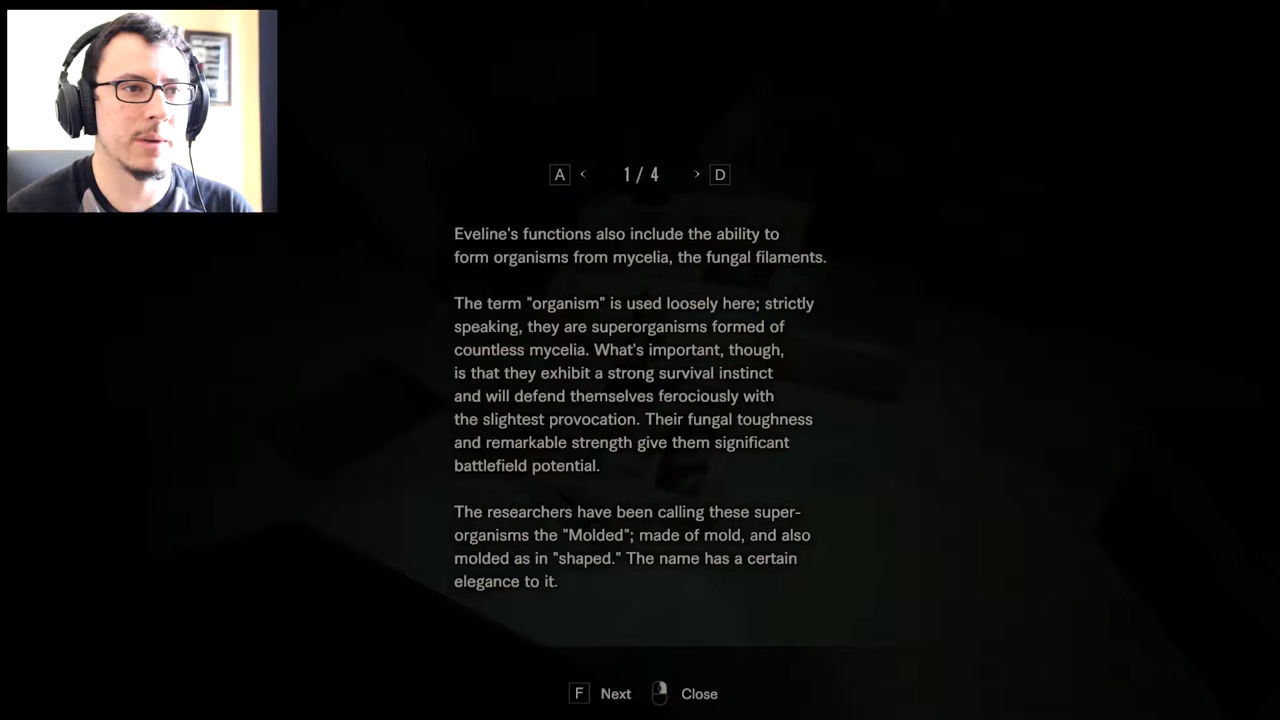 A < 1 / 4 > D
Eveline's functions also include the ability to
form organisms from mycelia, the fungal filaments.
The term "organism" is used loosely here; strictly
speaking, they are superorganisms formed of
countless mycelia. What's important, though,
is that they exhibit a strong survival instinct
and will defend themselves ferociously with
the slightest provocation. Their fungal toughness
and remarkable strength give them significant
battlefield potential.
The researchers have been calling these super-
organisms the "Molded"; made of mold, and also
molded as in "shaped." The name has a certain
elegance to it.
F Next Close